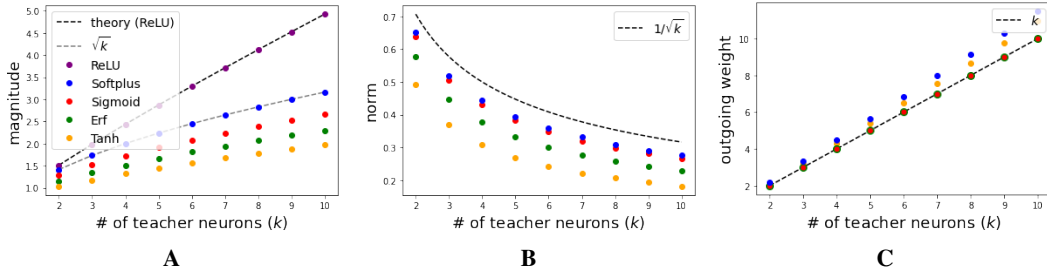 magnitude
5.0
4.5
4.0
3.5
3.0
2.5
2.0
1.5
1.0
theory (ReLU)
√k
ReLU
Softplus
Sigmoid
Erf
Tanh
2 3 4 5 6 7 8 9 10
# of teacher neurons (k)
A
norm
0.7
0.6
0.5
0.4
0.3
0.2
1/√k
2 3 4 5 6 7 8 9 10
# of teacher neurons (k)
B
outgoing weight
10
8
6
4
2
k
2 3 4 5 6 7 8 9 10
# of teacher neurons (k)
C